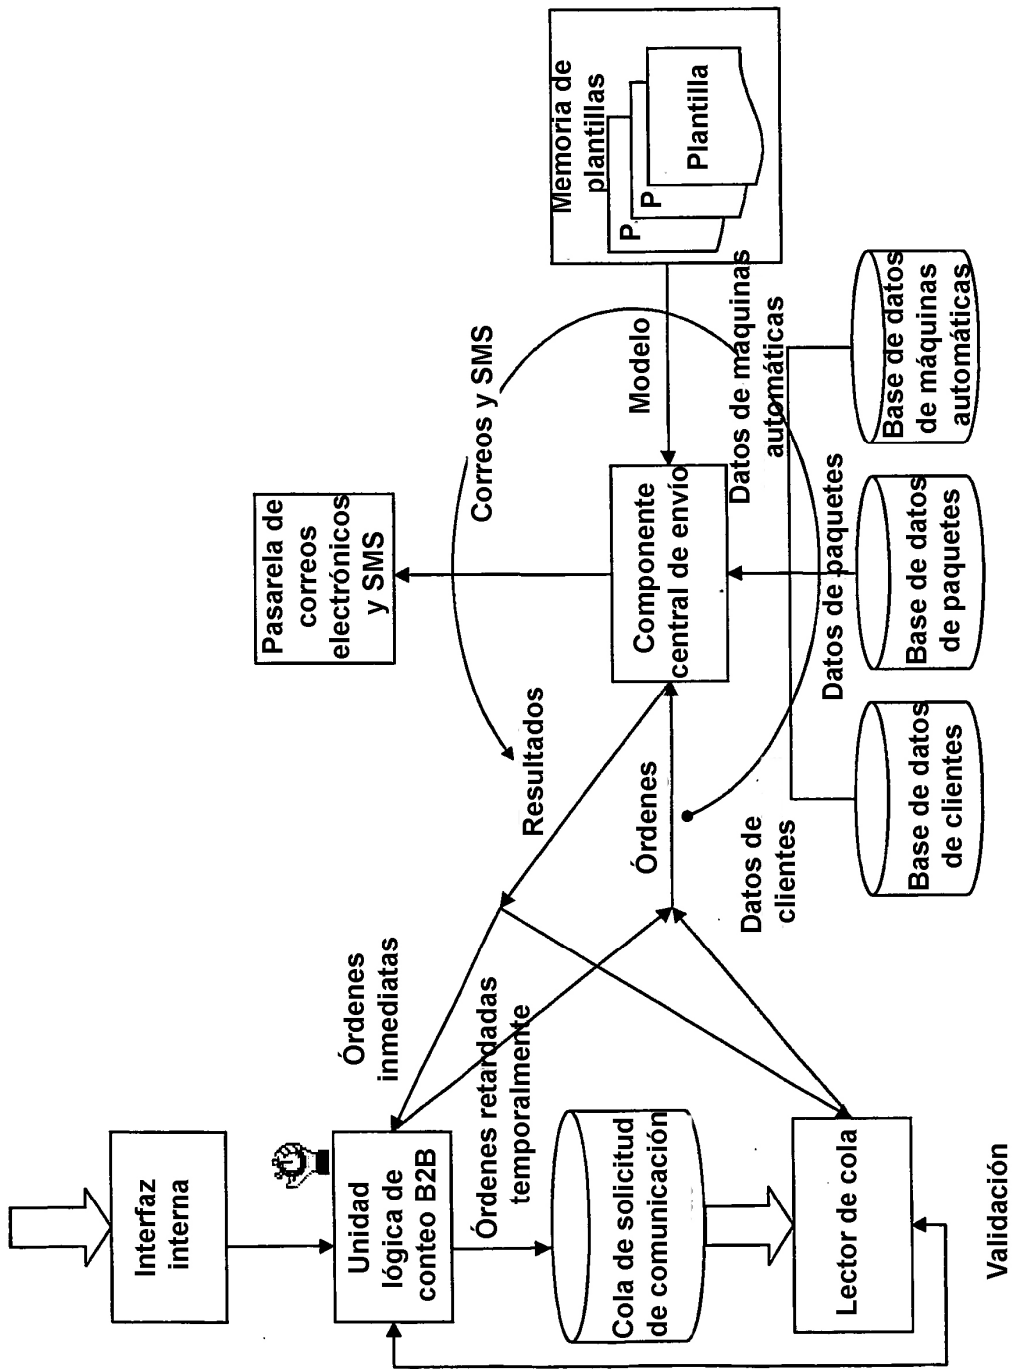 Interfaz
interna
Unidad
lógica de
conteo B2B
Órdenes
inmediatas
Órdenes retardadas
temporalmente
Cola de solicitud
de comunicación
Lector de cola
Validación
Resultados
Órdenes
Datos de
clientes
Pasarela de
correos
electrónicos
y SMS
Correos y SMS
Componente
central de envío
Modelo
Datos de máquinas
automáticas
Datos de paquetes
Memoria de
plantillas
P
P
Plantilla
Base de datos
de clientes
Base de datos
de paquetes
Base de datos
de máquinas
automáticas